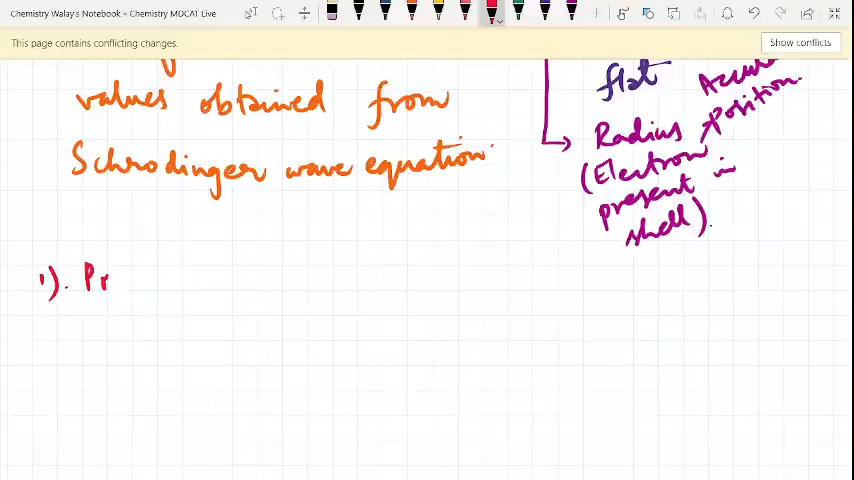 Chemistry Walay's Notebook » Chemistry MDCAT Live
This page contains conflicting changes.
Show conflicts
values obtained from
Schrodinger wave equation.
flat
Position.
Radius
(Electron
present in
shell).
1). Pr